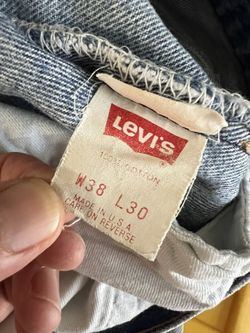 LEVI'S
100% COTTON
W38 L30
MADE IN U.S.A
CARE ON REVERSE